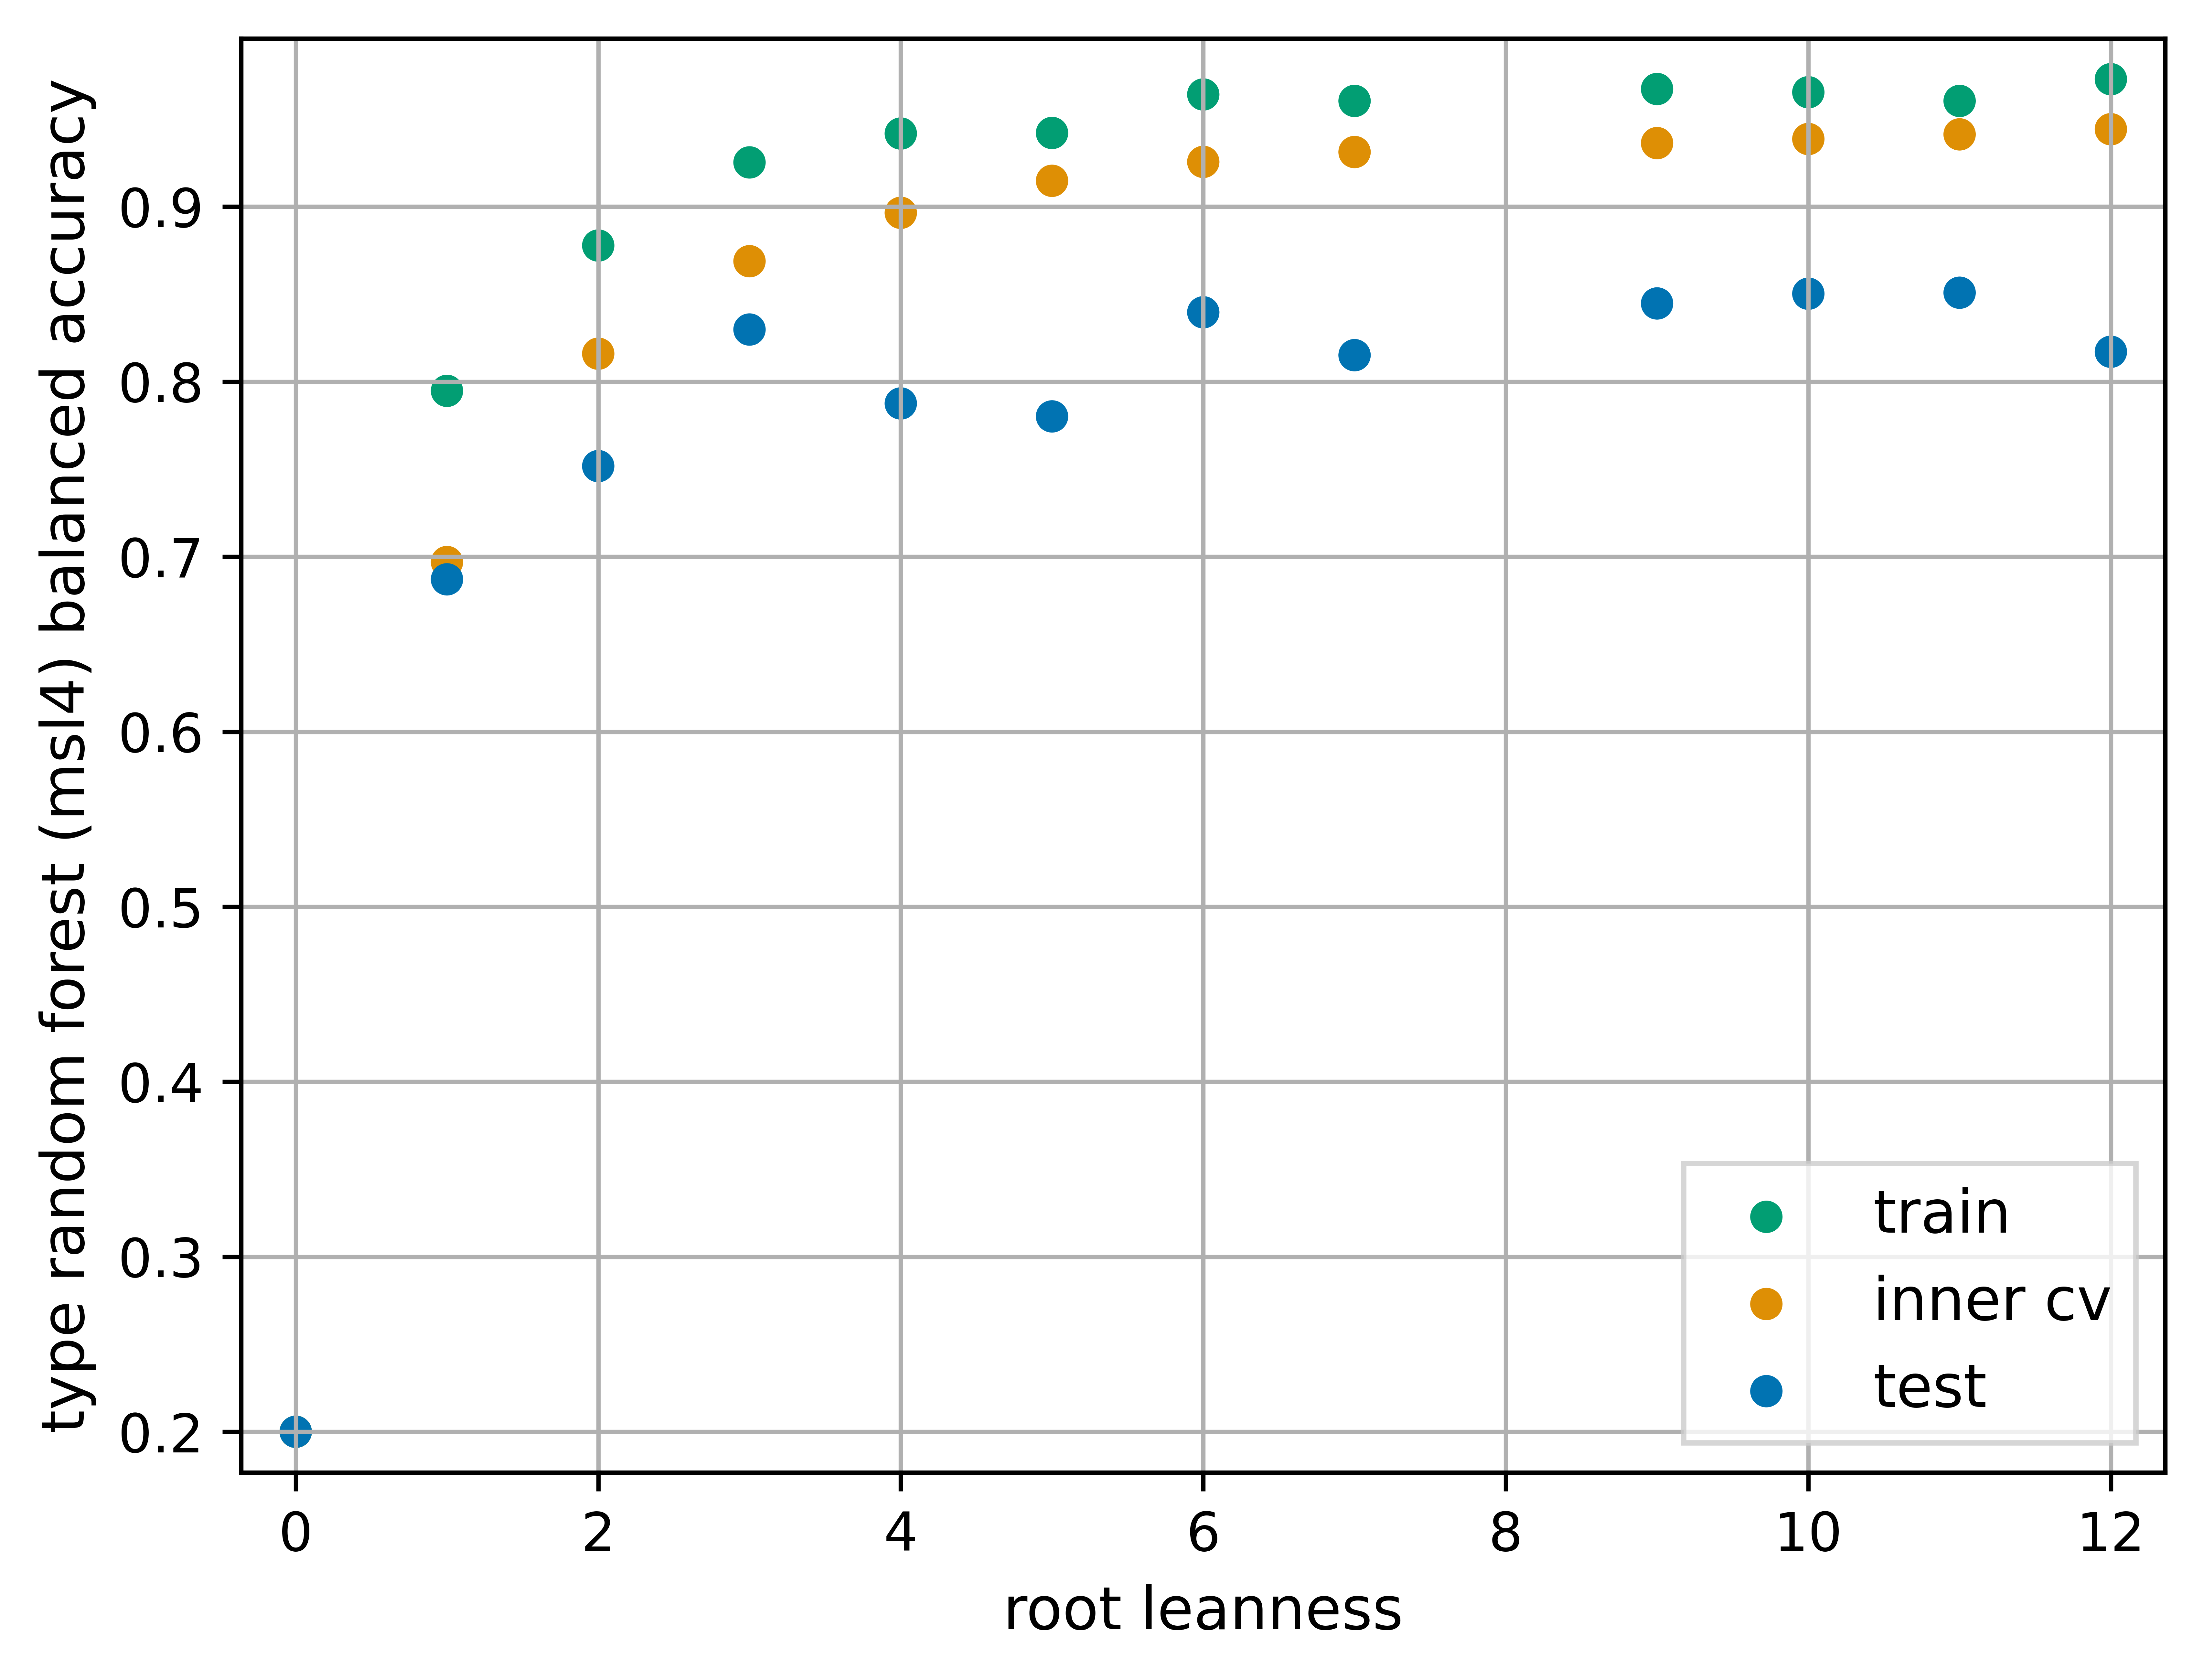 type random forest (msl4) balanced accuracy
0.9
0.8
0.7
0.6
0.5
0.4
0.3
0.2
0 2 4 6 8 10 12
root leanness
train
inner cv
test